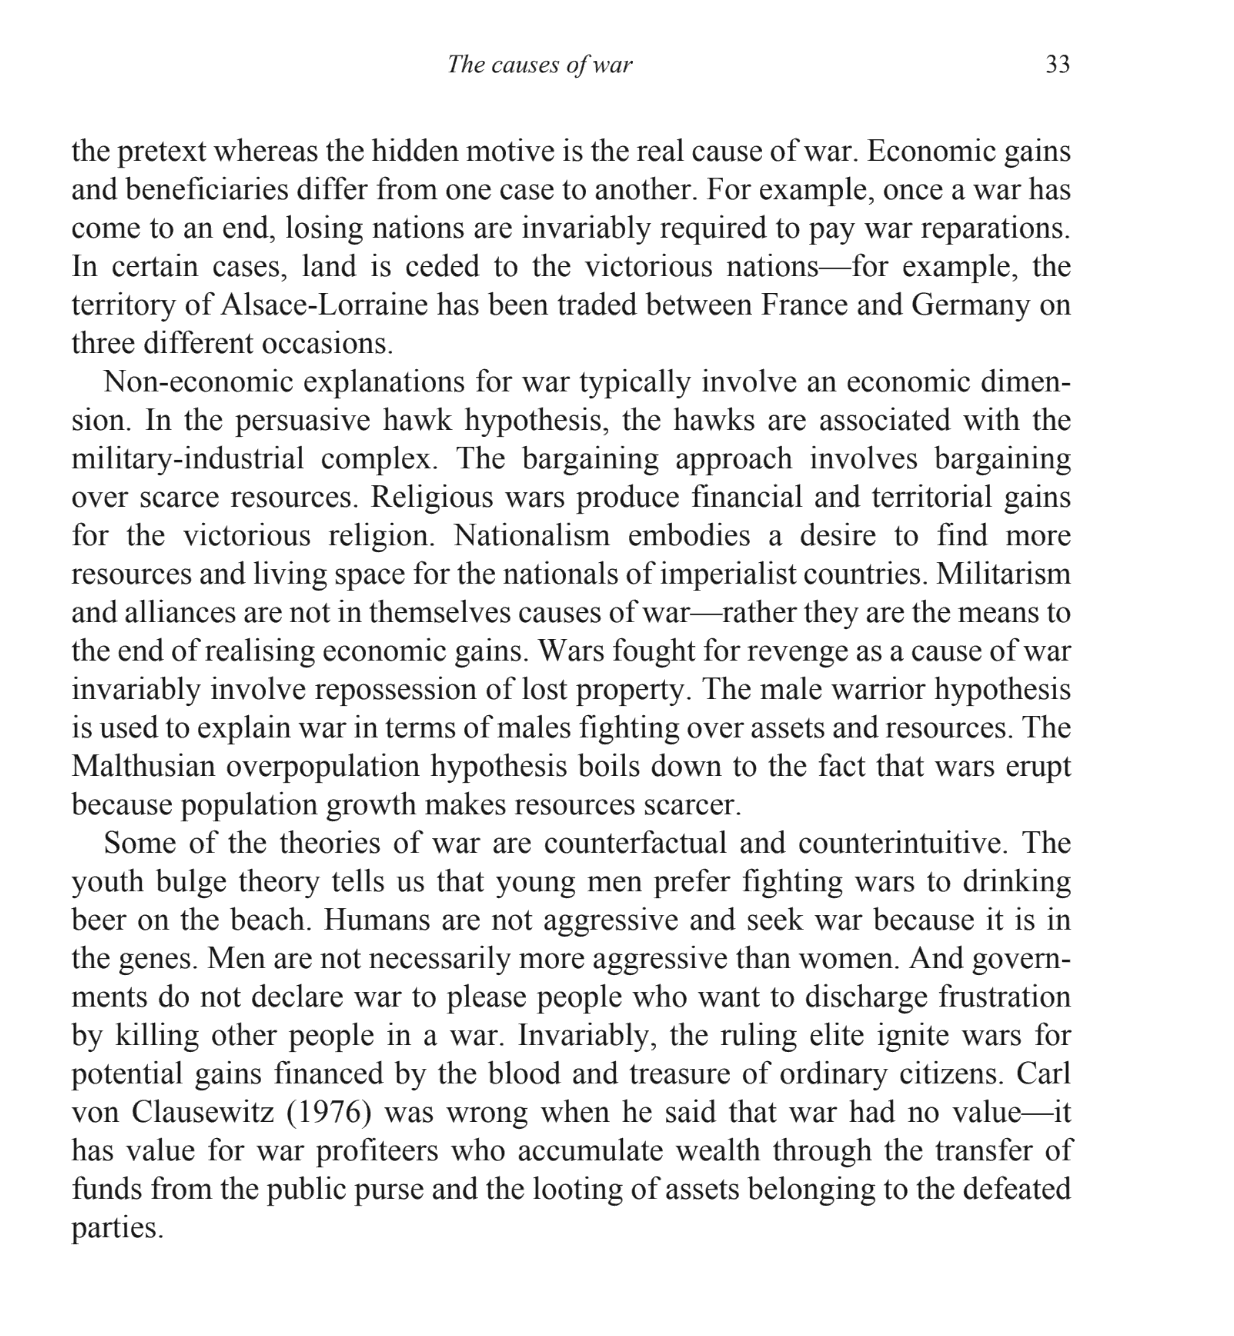 The causes of war 33
the pretext whereas the hidden motive is the real cause of war. Economic gains
and beneficiaries differ from one case to another. For example, once a war has
come to an end, losing nations are invariably required to pay war reparations.
In certain cases, land is ceded to the victorious nations—for example, the
territory of Alsace-Lorraine has been traded between France and Germany on
three different occasions.
Non-economic explanations for war typically involve an economic dimen-
sion. In the persuasive hawk hypothesis, the hawks are associated with the
military-industrial complex. The bargaining approach involves bargaining
over scarce resources. Religious wars produce financial and territorial gains
for the victorious religion. Nationalism embodies a desire to find more
resources and living space for the nationals of imperialist countries. Militarism
and alliances are not in themselves causes of war—rather they are the means to
the end of realising economic gains. Wars fought for revenge as a cause of war
invariably involve repossession of lost property. The male warrior hypothesis
is used to explain war in terms of males fighting over assets and resources. The
Malthusian overpopulation hypothesis boils down to the fact that wars erupt
because population growth makes resources scarcer.
Some of the theories of war are counterfactual and counterintuitive. The
youth bulge theory tells us that young men prefer fighting wars to drinking
beer on the beach. Humans are not aggressive and seek war because it is in
the genes. Men are not necessarily more aggressive than women. And govern-
ments do not declare war to please people who want to discharge frustration
by killing other people in a war. Invariably, the ruling elite ignite wars for
potential gains financed by the blood and treasure of ordinary citizens. Carl
von Clausewitz (1976) was wrong when he said that war had no value—it
has value for war profiteers who accumulate wealth through the transfer of
funds from the public purse and the looting of assets belonging to the defeated
parties.